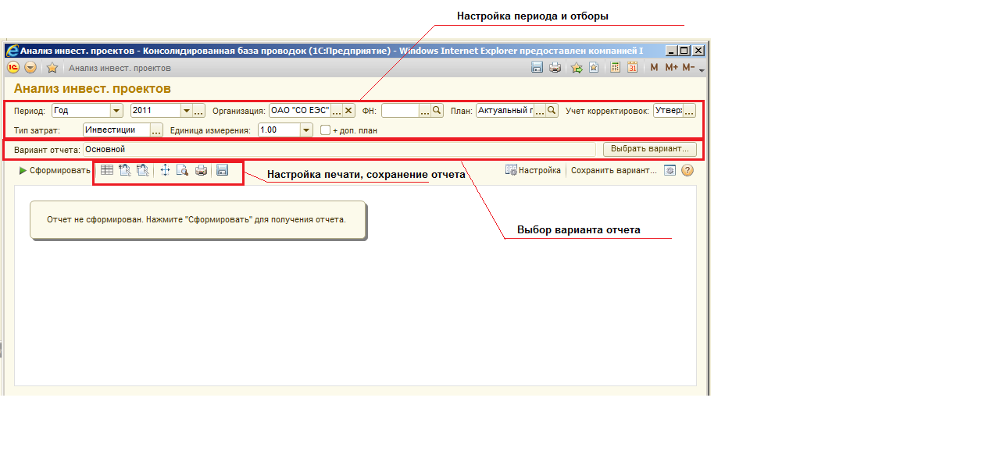 Настройка периода и отборы
Анализ инвест. проектов - Консолидированная база проводок (1С:Предприятие) - Windows Internet Explorer предоставлен компанией I
1С Анализ инвест. проектов 31 M M+ M-
Анализ инвест. проектов
Период: Год 2011 ... Организация: ОАО "СО ЕЭС" ... ФН: ... План: Актуальный г ... Учет корректировок: Утверж ...
Тип затрат: Инвестиции ... Единица измерения: 1.00 + доп. план
Вариант отчета: Основной Выбрать вариант...
Сформировать Настройка Сохранить вариант... ?
Настройка печати, сохранение отчета
Отчет не сформирован. Нажмите "Сформировать" для получения отчета.
Выбор варианта отчета